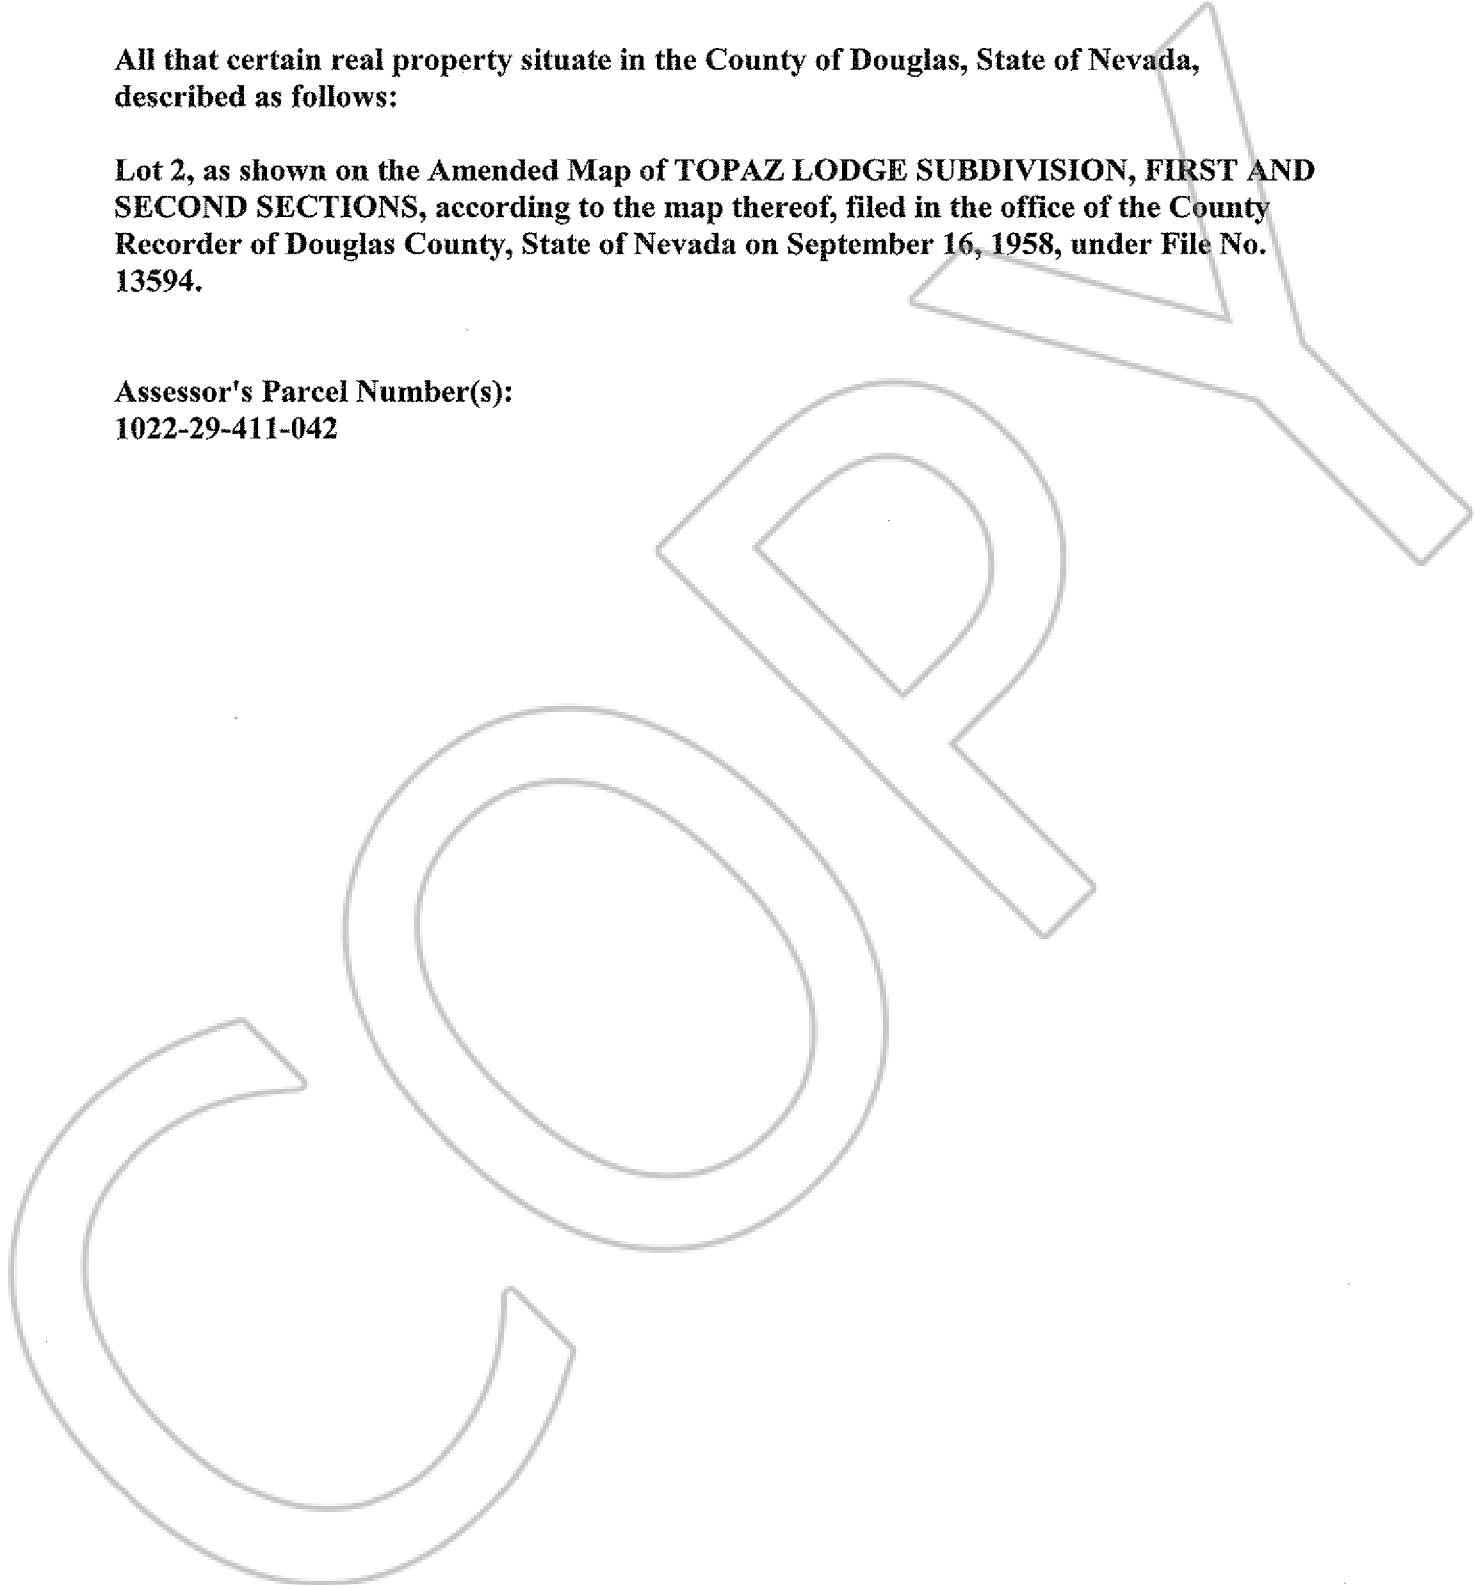 All that certain real property situate in the County of Douglas, State of Nevada,
described as follows:
Lot 2, as shown on the Amended Map of TOPAZ LODGE SUBDIVISION, FIRST AND
SECOND SECTIONS, according to the map thereof, filed in the office of the County
Recorder of Douglas County, State of Nevada on September 16, 1958, under File No.
13594.
Assessor's Parcel Number(s):
1022-29-411-042
COPY